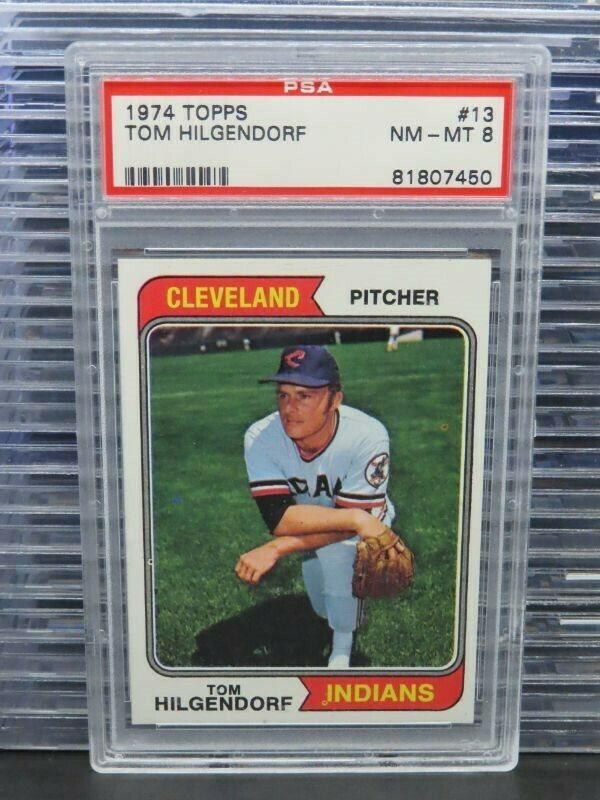 PSA
1974 TOPPS #13
TOM HILGENDORF NM - MT 8
81807450
CLEVELAND PITCHER
C
TOM
HILGENDORF
INDIANS